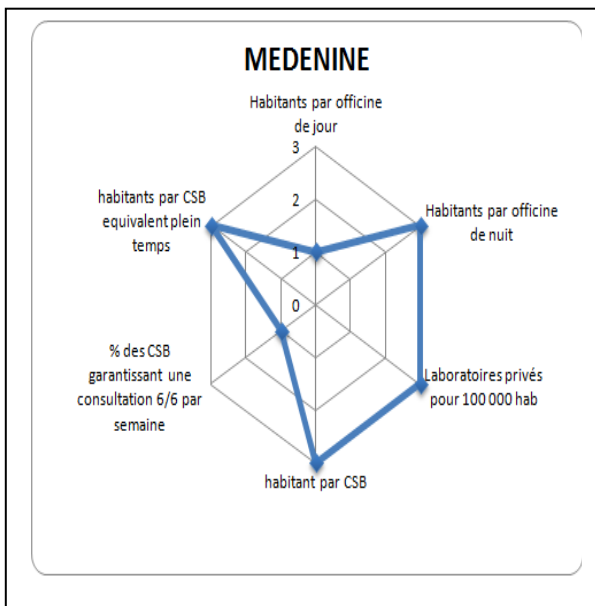 MEDENINE
Habitants par officine
de jour
3
2
1
0
Habitants par officine
de nuit
Laboratoires privés
pour 100 000 hab
habitant par CSB
% des CSB
garantissant une
consultation 6/6 par
semaine
habitants par CSB
equivalent plein
temps